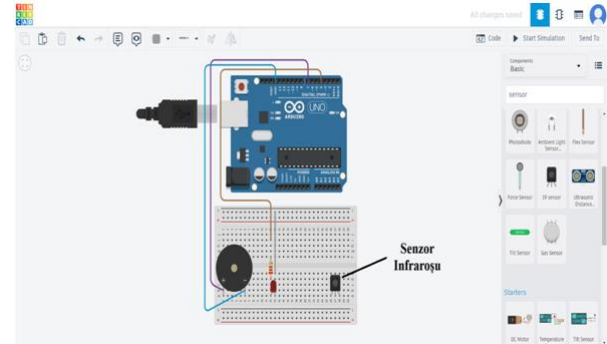 TIN
KER
CAD
All changes saved
Code
Start Simulation
Send To
Components
Basic
sensor
Photodiode
Ambient Light
Sensor...
Flex Sensor
Force Sensor
IR sensor
Ultrasonic
Distance...
Tilt Sensor
Gas Sensor
Starters
DC Motor
Temperature
Tilt Sensor
UNO
ARDUINO
Senzor
Infraroșu